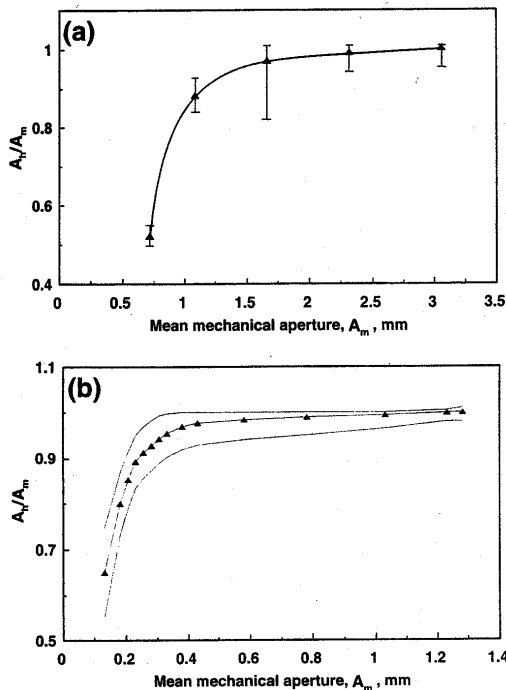 (a)
1
0.8
0.6
0.4
A_h/A_m
0 0.5 1 1.5 2 2.5 3 3.5
Mean mechanical aperture, A_m , mm
(b)
1.1
0.9
0.7
0.5
A_h/A_m
0 0.2 0.4 0.6 0.8 1 1.2 1.4
Mean mechanical aperture, A_m , mm